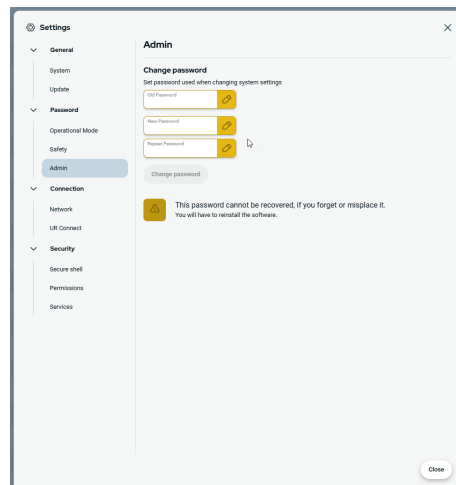 Settings
General
System
Update
Password
Operational Mode
Safety
Admin
Connection
Network
UR Connect
Security
Secure shell
Permissions
Services
Admin
Change password
Set password used when changing system settings
Old Password
New Password
Repeat Password
Change password
This password cannot be recovered, if you forget or misplace it.
You will have to reinstall the software.
Close